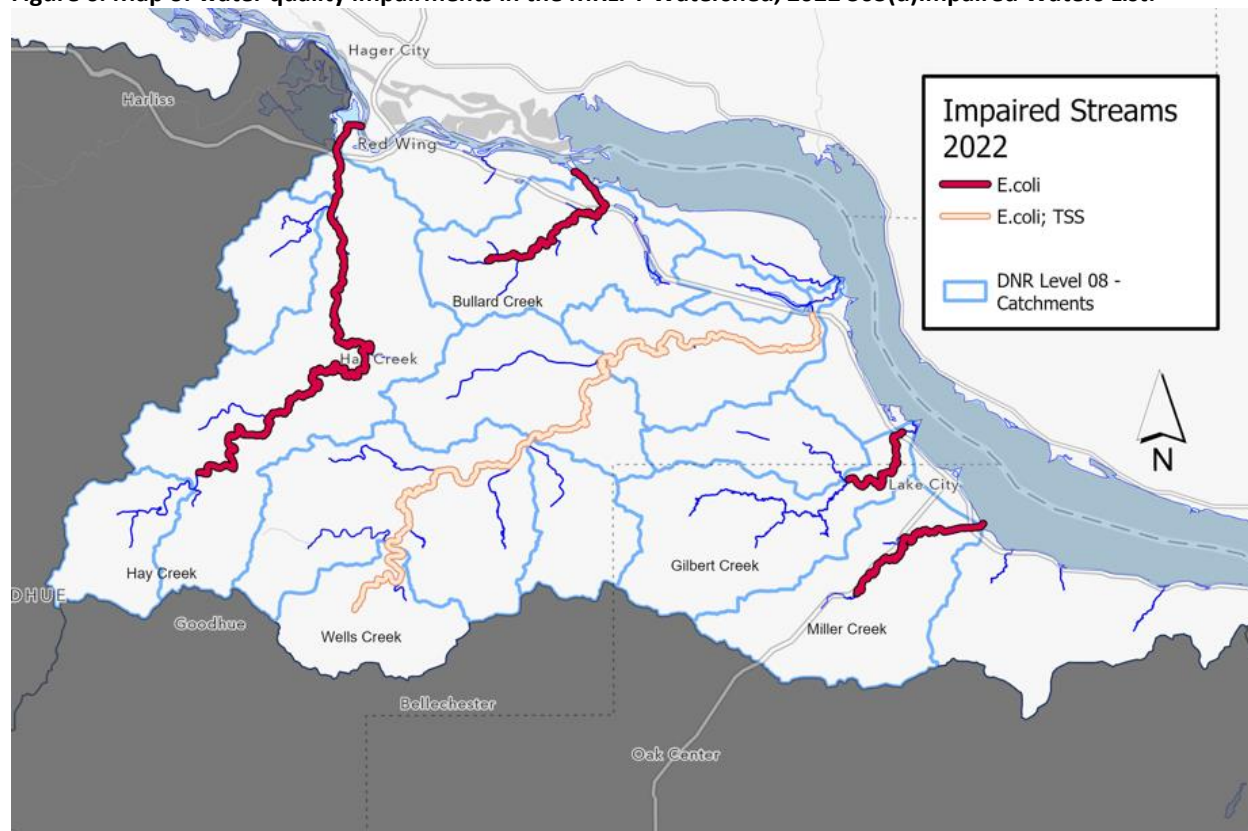 Hager City
Harliss
Red Wing
Impaired Streams
2022
E.coli
E.coli; TSS
DNR Level 08 -
Catchments
Bullard Creek
Hay Creek
N
Lake City
Gilbert Creek
Hay Creek
Goodhue
Wells Creek
Miller Creek
Bellechester
Oak Center